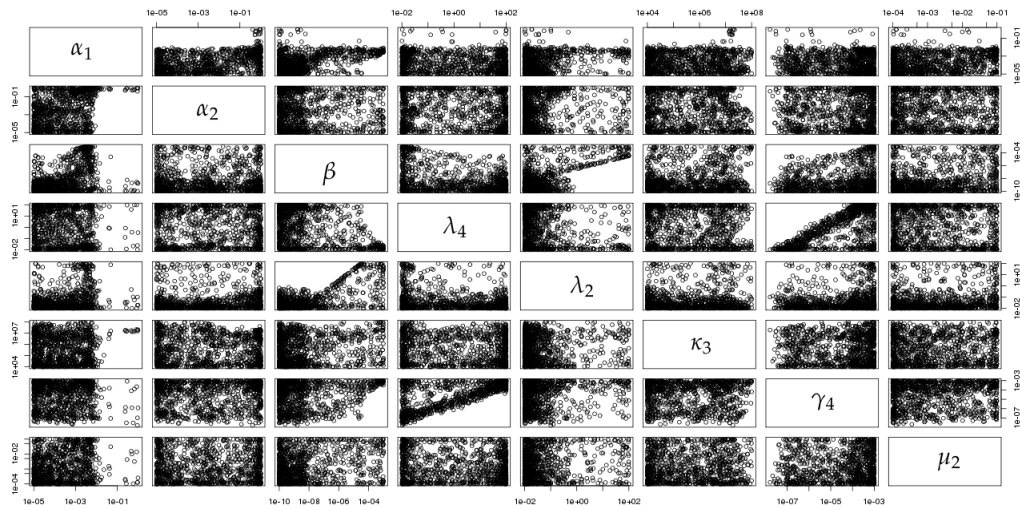 1e-05 1e-03 1e-01 1e-02 1e+00 1e+02 1e+04 1e+06 1e+08 1e-04 1e-02 1e-01
α1 1e-05 1e-01
1e-05 1e-01 α2
β 1e-10 1e-04
1e-02 1e+01 λ4
λ2 1e-02 1e+01
1e+04 1e+07 κ3
γ4 1e-07 1e-03
1e-04 1e-02 μ2
1e-05 1e-03 1e-01 1e-10 1e-08 1e-06 1e-04 1e-02 1e+00 1e+02 1e-07 1e-05 1e-03